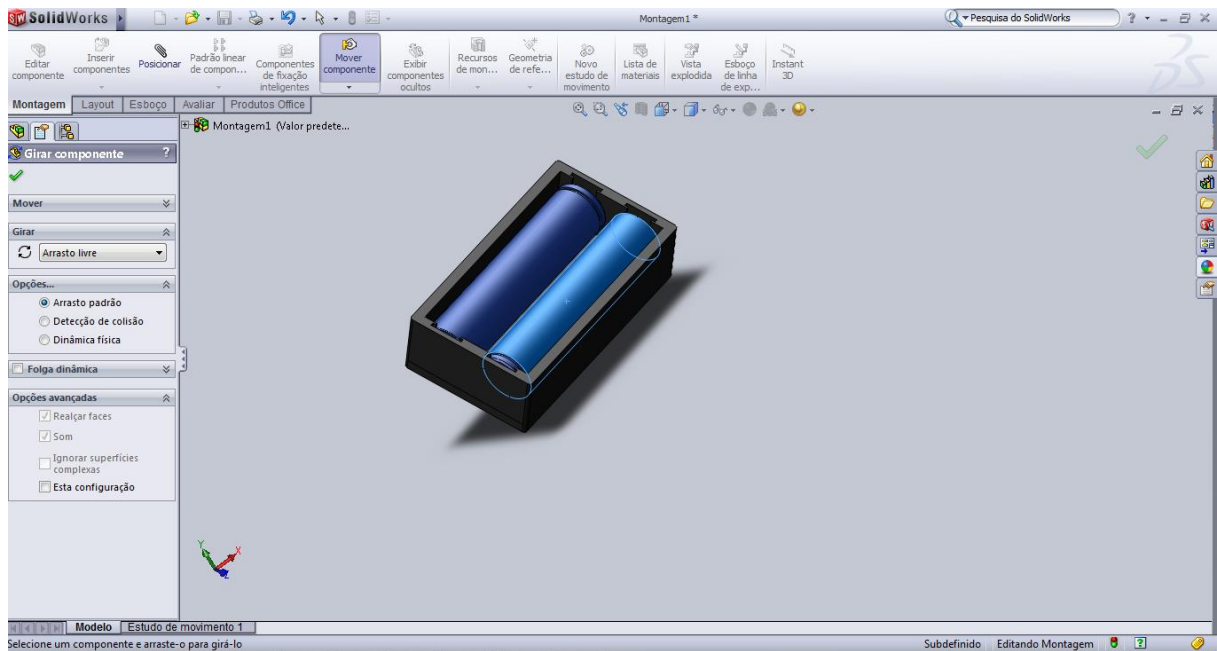 SolidWorks
Montagem1 *
Pesquisa do SolidWorks
Editar
componente
Inserir
componentes
Posicionar
Padrão linear
de compon...
Componentes
de fixação
inteligentes
Mover
componente
Exibir
componentes
ocultos
Recursos
de mon...
Geometria
de refe...
Novo
estudo de
movimento
Lista de
materiais
Vista
explodida
Esboço
de linha
de exp...
Instant
3D
Montagem Layout Esboço Avaliar Produtos Office
Montagem1 (Valor predete...
Girar componente ?
Mover
Girar
Arrasto livre
Opções...
Arrasto padrão
Detecção de colisão
Dinâmica física
Folga dinâmica
Opções avançadas
Realçar faces
Som
Ignorar superfícies
complexas
Esta configuração
Y
X
Z
Modelo Estudo de movimento 1
Selecione um componente e arraste-o para girá-lo
Subdefinido Editando Montagem